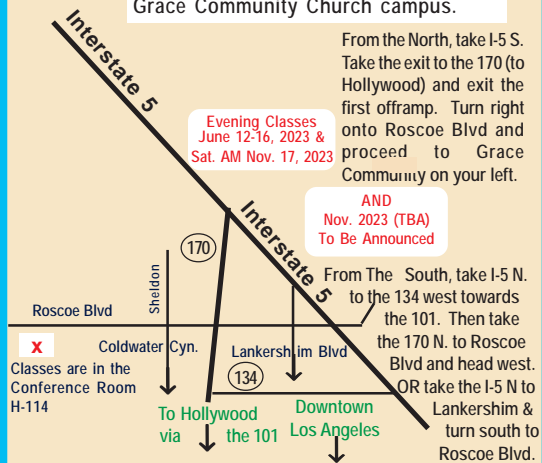 Grace Community Church campus.
Interstate 5
From the North, take I-5 S.
Take the exit to the 170 (to
Hollywood) and exit the
first offramp. Turn right
onto Roscoe Blvd and
proceed to Grace
Community on your left.
Evening Classes
June 12-16, 2023 &
Sat. AM Nov. 17, 2023
AND
Nov. 2023 (TBA)
To Be Announced
Interstate 5
170
Sheldon
From The South, take I-5 N.
to the 134 west towards
the 101. Then take
the 170 N. to Roscoe
Blvd and head west.
OR take the I-5 N to
Lankershim &
turn south to
Roscoe Blvd.
Roscoe Blvd
x
Coldwater Cyn.
Lankershim Blvd
Classes are in the
Conference Room
H-114
134
To Hollywood
via the 101
Downtown
Los Angeles